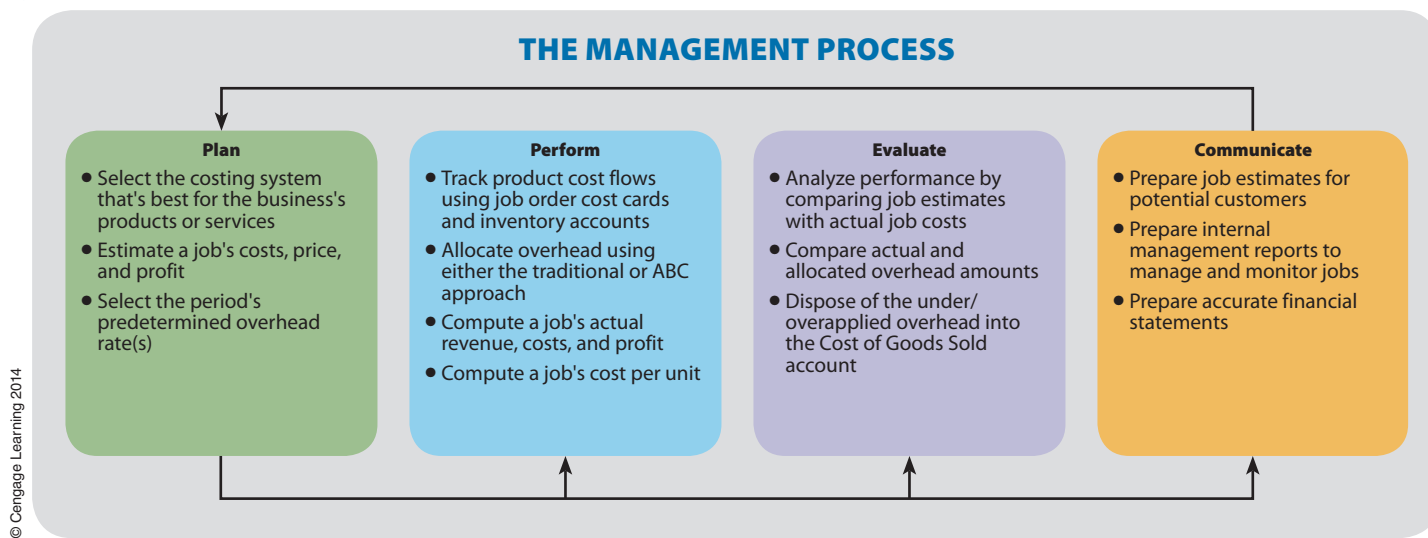 THE MANAGEMENT PROCESS
Plan
• Select the costing system
that's best for the business's
products or services
• Estimate a job's costs, price,
and profit
• Select the period's
predetermined overhead
rate(s)
Perform
• Track product cost flows
using job order cost cards
and inventory accounts
• Allocate overhead using
either the traditional or ABC
approach
• Compute a job's actual
revenue, costs, and profit
• Compute a job's cost per unit
Evaluate
• Analyze performance by
comparing job estimates
with actual job costs
• Compare actual and
allocated overhead amounts
• Dispose of the under/
overapplied overhead into
the Cost of Goods Sold
account
Communicate
• Prepare job estimates for
potential customers
• Prepare internal
management reports to
manage and monitor jobs
• Prepare accurate financial
statements
© Cengage Learning 2014